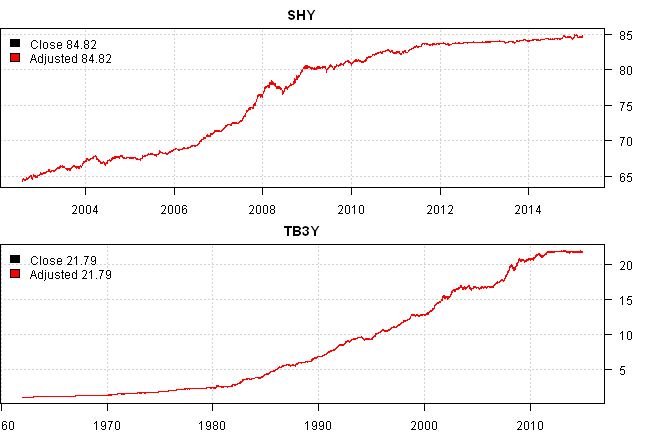 SHY
Close 84.82
Adjusted 84.82
85
80
75
70
65
2004 2006 2008 2010 2012 2014
TB3Y
Close 21.79
Adjusted 21.79
20
15
10
5
60 1970 1980 1990 2000 2010